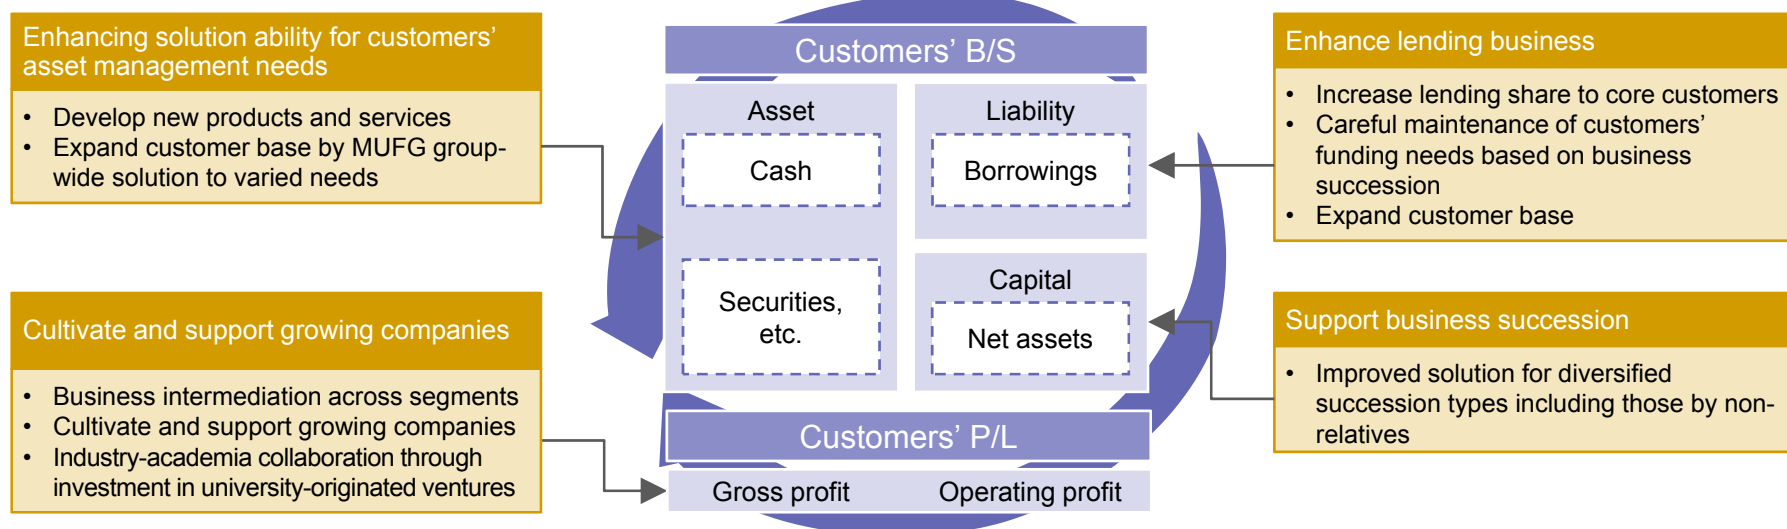 Enhancing solution ability for customers’
asset management needs
• Develop new products and services
• Expand customer base by MUFG group-
wide solution to varied needs
Cultivate and support growing companies
• Business intermediation across segments
• Cultivate and support growing companies
• Industry-academia collaboration through
investment in university-originated ventures
Customers’ B/S
Asset
Cash
Securities,
etc.
Liability
Borrowings
Capital
Net assets
Customers’ P/L
Gross profit
Operating profit
Enhance lending business
• Increase lending share to core customers
• Careful maintenance of customers’
funding needs based on business
succession
• Expand customer base
Support business succession
• Improved solution for diversified
succession types including those by non-
relatives